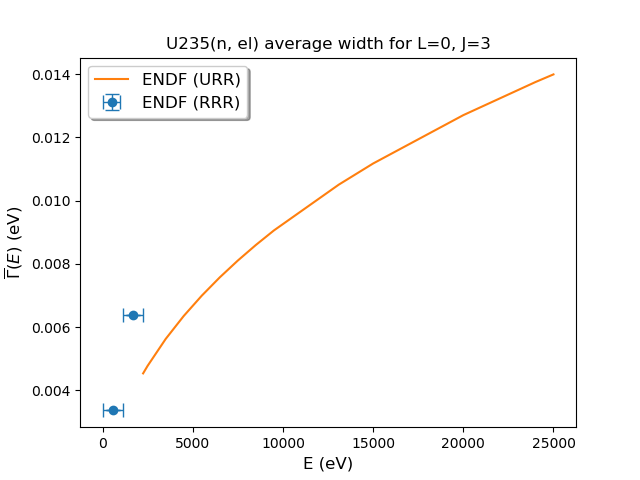 U235(n, el) average width for L=0, J=3
ENDF (URR)
ENDF (RRR)
0.014
0.012
0.010
0.008
0.006
0.004
Γ̅(E) (eV)
0 5000 10000 15000 20000 25000
E (eV)